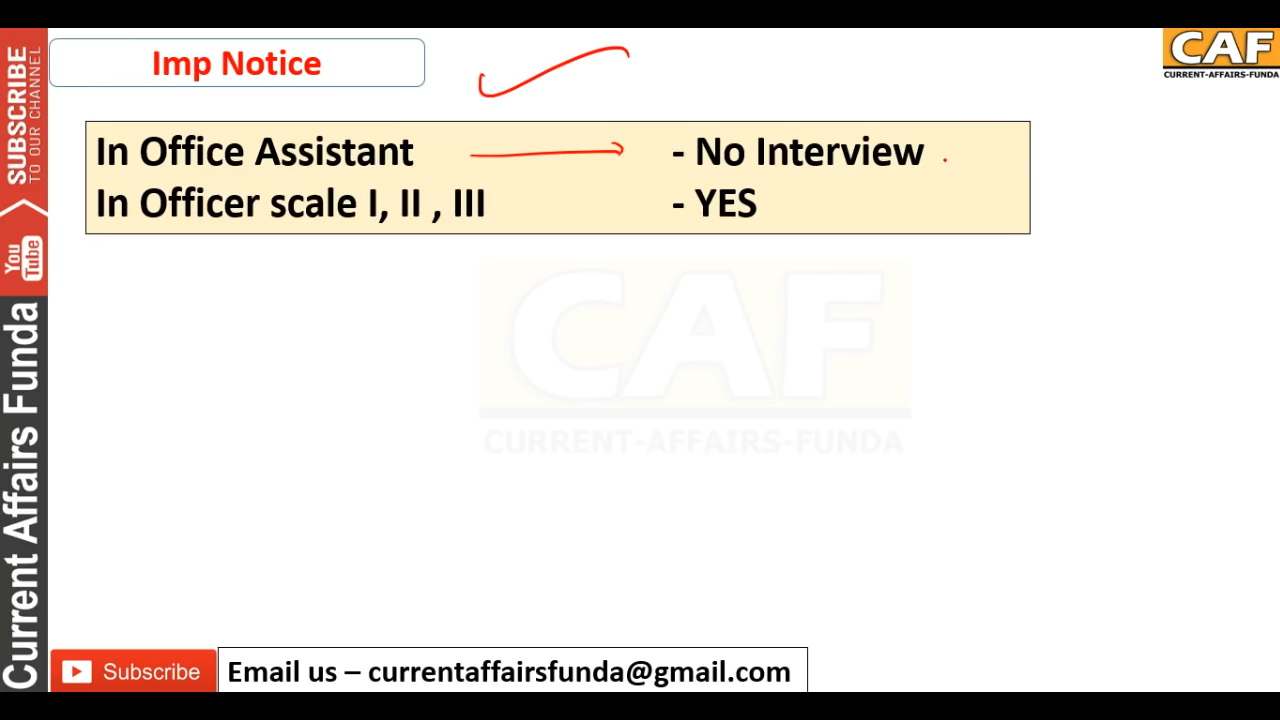 Imp Notice
CAF
CURRENT-AFFAIRS-FUNDA
SUBSCRIBE
TO OUR CHANNEL
In Office Assistant - No Interview
In Officer scale I, II , III - YES
You
Tube
CAF
CURRENT-AFFAIRS-FUNDA
Current Affairs Funda
Subscribe
Email us – currentaffairsfunda@gmail.com